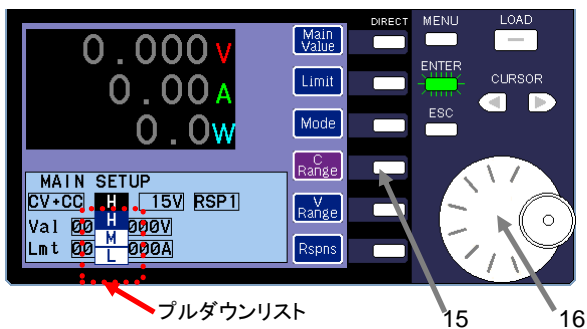 DIRECT MENU LOAD
0.000V
Main Value
0.00A
Limit
ENTER
CURSOR
0.0W
Mode
ESC
C Range
MAIN SETUP
CV+CC H 15V RSP1
H
V Range
Val 00 000V
M
Lmt 00 000A
L
Rspns
プルダウンリスト
15
16